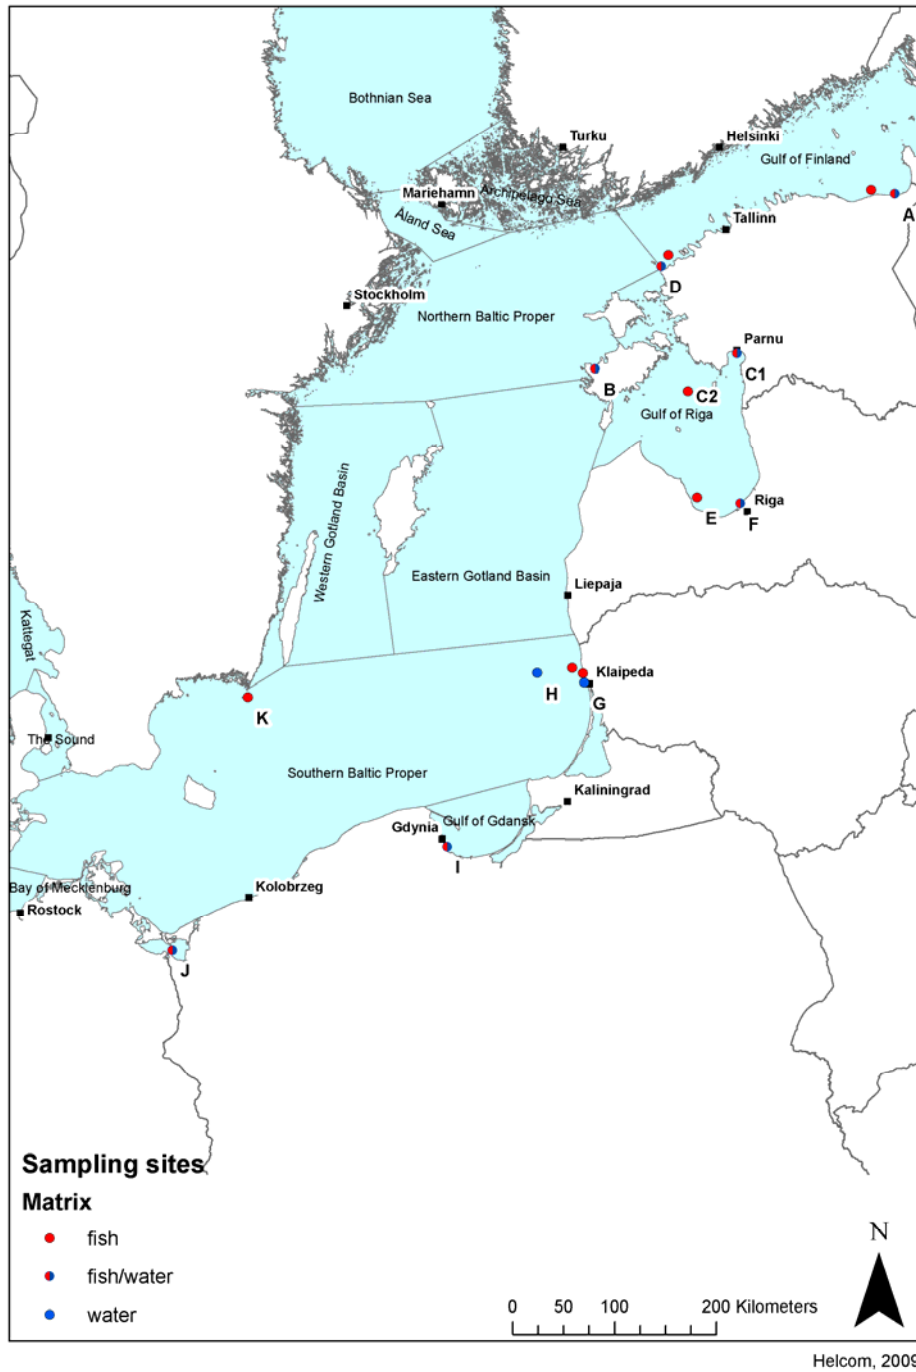 Bothnian Sea
Turku
Helsinki
Gulf of Finland
Mariehamn
Archipelago Sea
A
Åland Sea
Tallinn
D
Stockholm
Northern Baltic Proper
Parnu
C1
B
C2
Gulf of Riga
Riga
E
F
Western Gotland Basin
Eastern Gotland Basin
Liepaja
Kattegat
Klaipeda
H
G
K
The Sound
Southern Baltic Proper
Kaliningrad
Gulf of Gdansk
Gdynia
I
Bay of Mecklenburg
Kolobrzeg
Rostock
J
Sampling sites
Matrix
fish
fish/water
water
N
0 50 100 200 Kilometers
Helcom, 2009